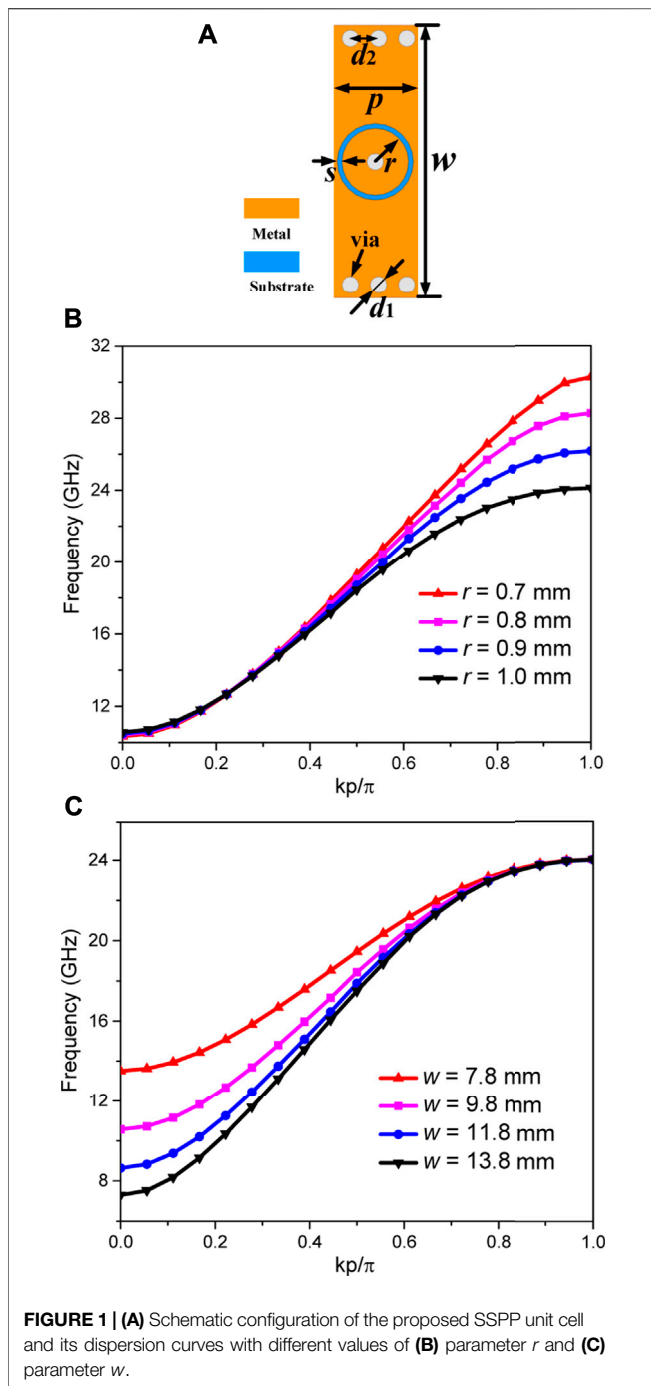 A
d2
p
w
s
r
Metal
via
Substrate
d1
B
32
28
24
20
16
12
Frequency (GHz)
r = 0.7 mm
r = 0.8 mm
r = 0.9 mm
r = 1.0 mm
0.0 0.2 0.4 0.6 0.8 1.0
kp/π
C
24
20
16
12
8
Frequency (GHz)
w = 7.8 mm
w = 9.8 mm
w = 11.8 mm
w = 13.8 mm
0.0 0.2 0.4 0.6 0.8 1.0
kp/π
FIGURE 1 | (A) Schematic configuration of the proposed SSPP unit cell
and its dispersion curves with different values of (B) parameter r and (C)
parameter w.